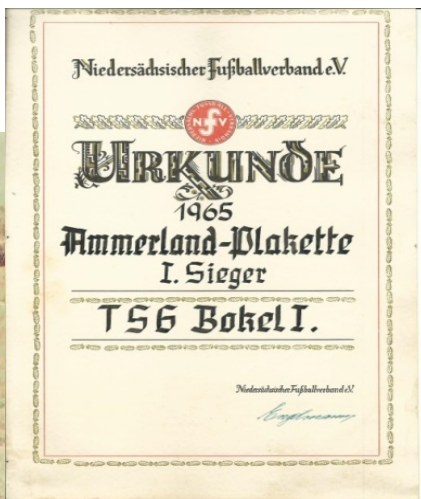 Niedersächsischer Fußballverband e.V.
NFV
URKUNDE
1965
Ammerland-Plakette
I. Sieger
TSG Bokel I.
Niedersächsischer Fußballverband e.V.